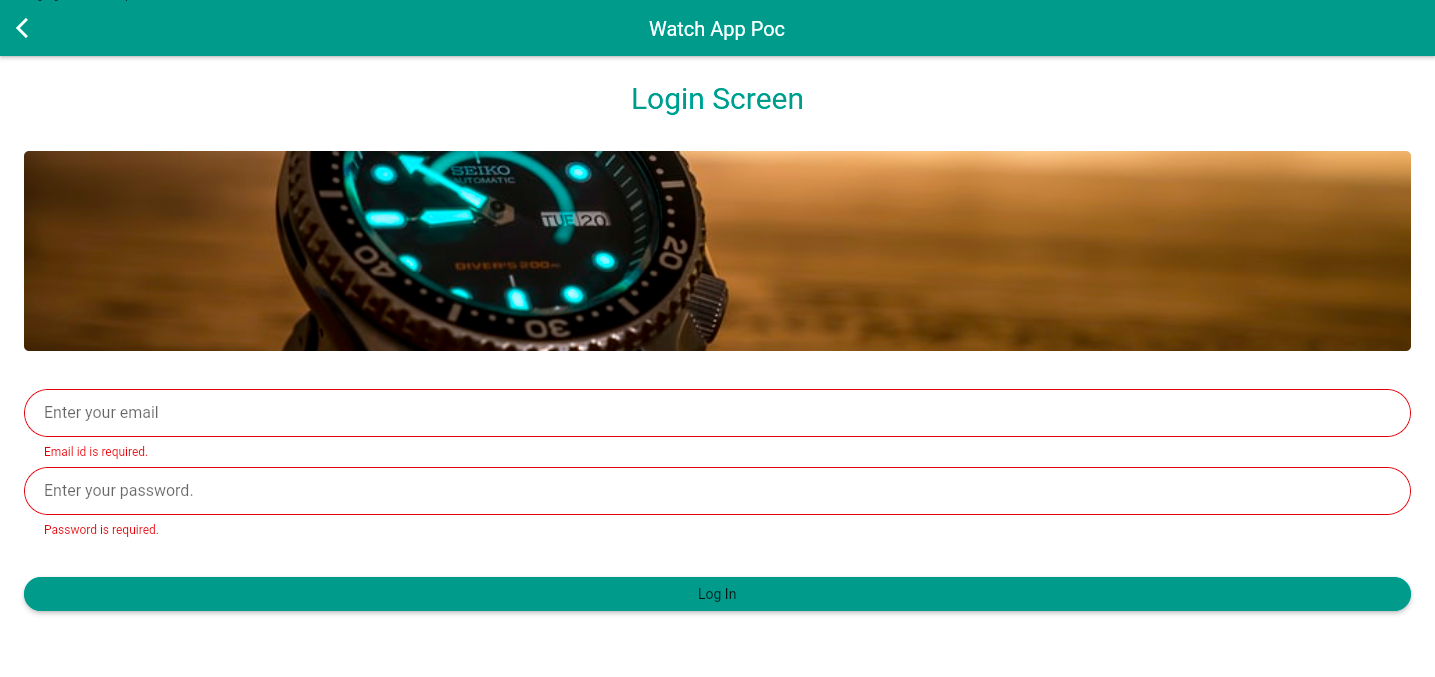 Watch App Poc
Login Screen
SEIKO
AUTOMATIC
TUE 20
20
40
DIVER'S 200m
30
Enter your email
Email id is required.
Enter your password.
Password is required.
Log In